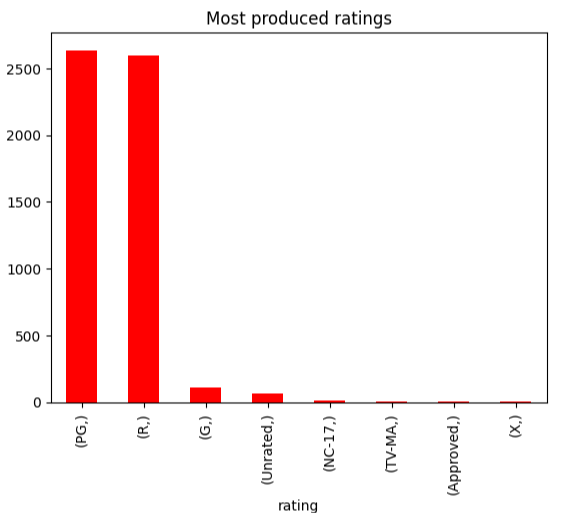 Most produced ratings
2500
2000
1500
1000
500
0
(PG,)
(R,)
(G,)
(Unrated,)
(NC-17,)
(TV-MA,)
(Approved,)
(X,)
rating